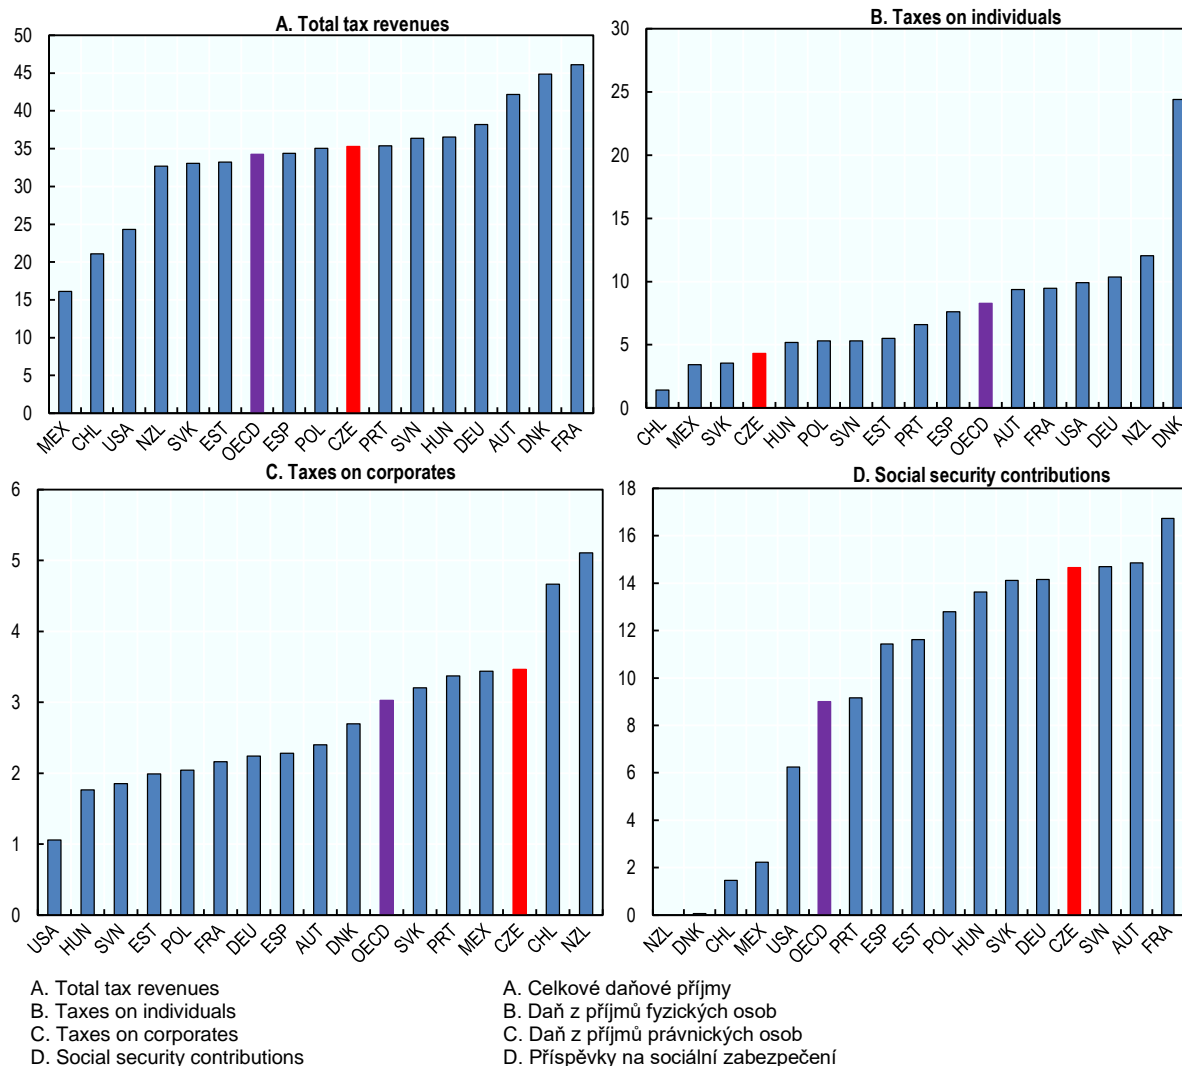 A. Total tax revenues
50
45
40
35
30
25
20
15
10
5
0
MEX CHL USA NZL SVK EST OECD ESP POL CZE PRT SVN HUN DEU AUT DNK FRA
B. Taxes on individuals
30
25
20
15
10
5
0
CHL MEX SVK CZE HUN POL SVN EST PRT ESP OECD AUT FRA USA DEU NZL DNK
C. Taxes on corporates
6
5
4
3
2
1
0
USA HUN SVN EST POL FRA DEU ESP AUT DNK OECD SVK PRT MEX CZE CHL NZL
D. Social security contributions
18
16
14
12
10
8
6
4
2
0
NZL DNK CHL MEX USA OECD PRT ESP EST POL HUN SVK DEU CZE SVN AUT FRA
A. Total tax revenues
B. Taxes on individuals
C. Taxes on corporates
D. Social security contributions
A. Celkové daňové příjmy
B. Daň z příjmů fyzických osob
C. Daň z příjmů právnických osob
D. Příspěvky na sociální zabezpečení